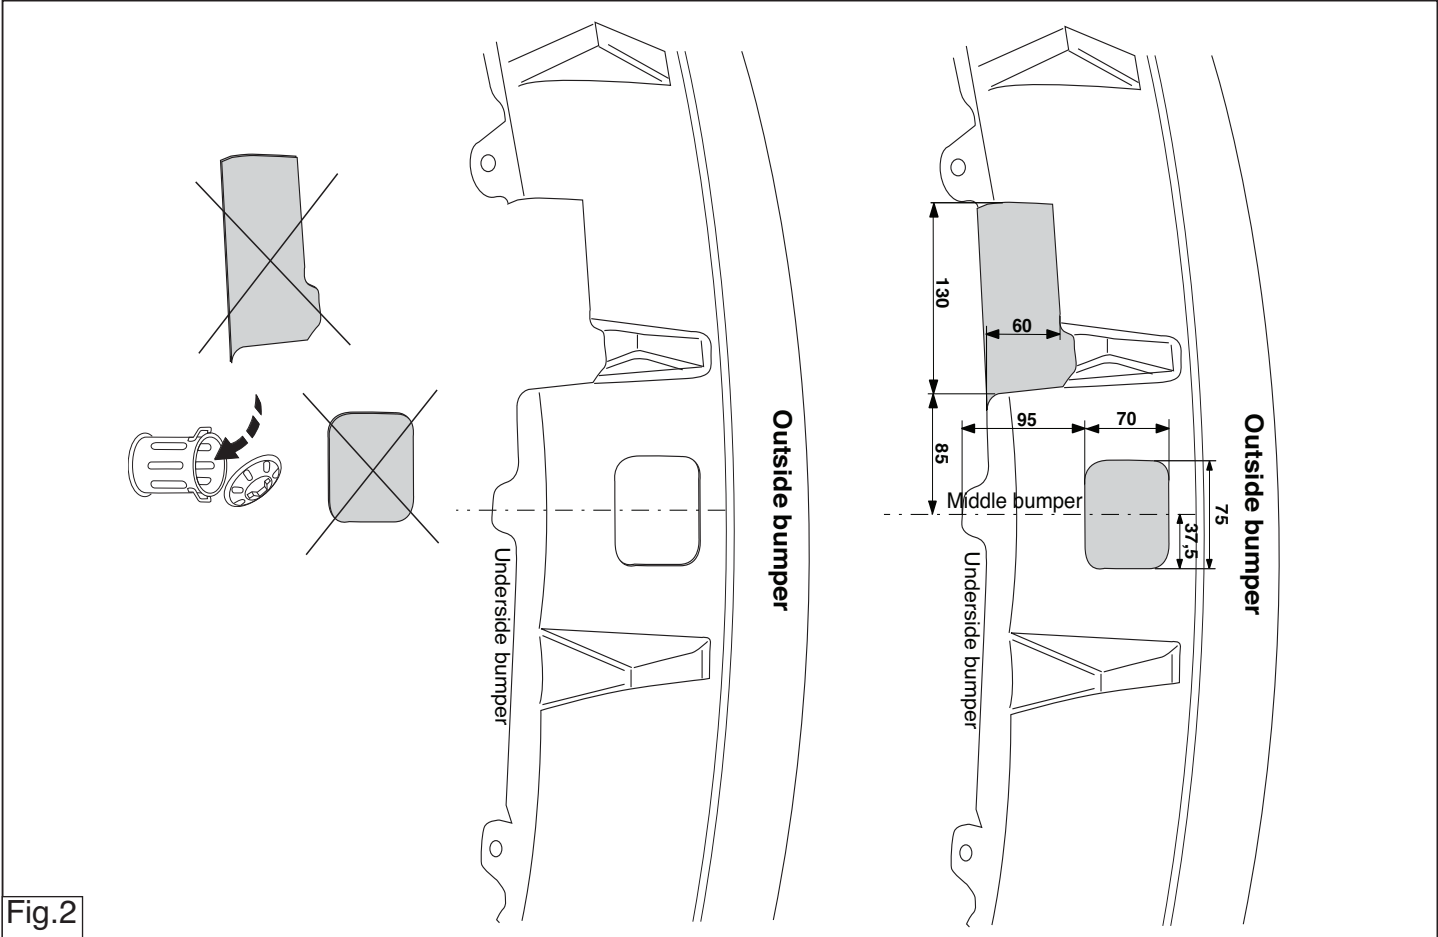 130
60
95
70
85
Middle bumper
75
37,5
Outside bumper
Outside bumper
Underside bumper
Underside bumper
Fig.2